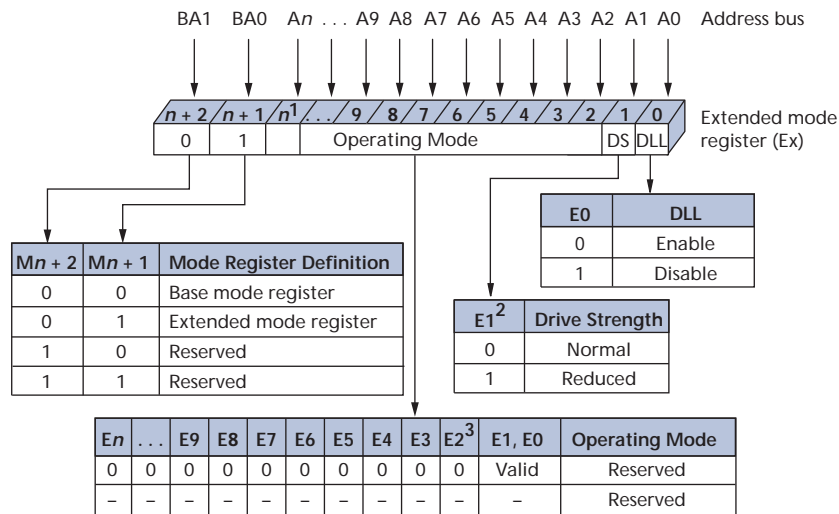 BA1 BA0 An . . . A9 A8 A7 A6 A5 A4 A3 A2 A1 A0 Address bus
n + 2 n + 1 n1 . . . 9 8 7 6 5 4 3 2 1 0
Extended mode
register (Ex)
0 1 Operating Mode DS DLL
E0 DLL
0 Enable
1 Disable
Mn + 2 Mn + 1 Mode Register Definition
0 0 Base mode register
0 1 Extended mode register
1 0 Reserved
1 1 Reserved
E1² Drive Strength
0 Normal
1 Reduced
En . . . E9 E8 E7 E6 E5 E4 E3 E2³ E1, E0 Operating Mode
0 0 0 0 0 0 0 0 0 0 Valid Reserved
– – – – – – – – – – – Reserved